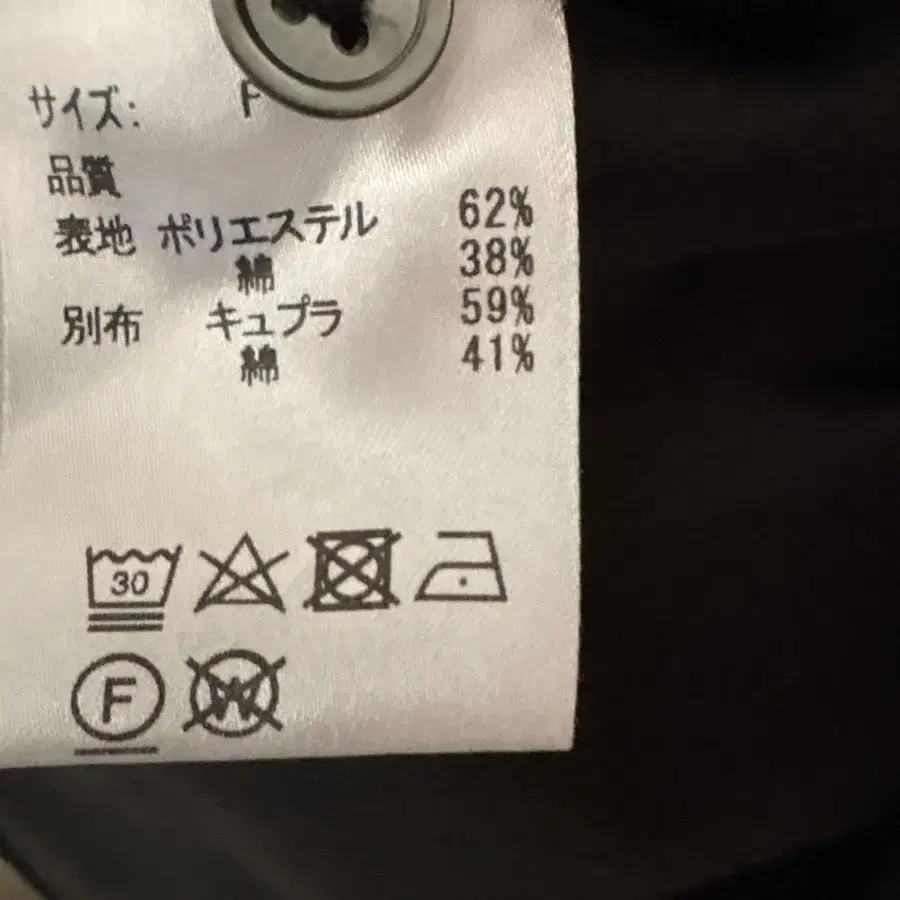 サイズ: F
品質
表地 ポリエステル 62%
綿 38%
別布 キュプラ 59%
綿 41%
30
F W